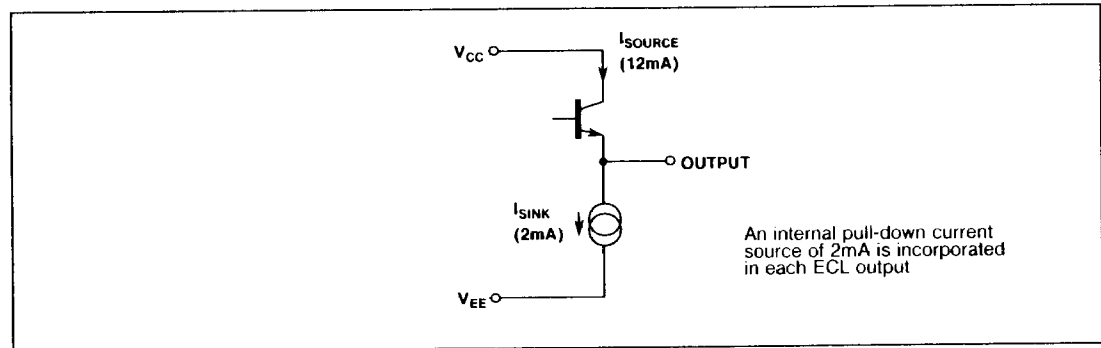 I_SOURCE
V_CC
(12mA)
OUTPUT
I_SINK
(2mA)
An internal pull-down current
source of 2mA is incorporated
in each ECL output
V_EE